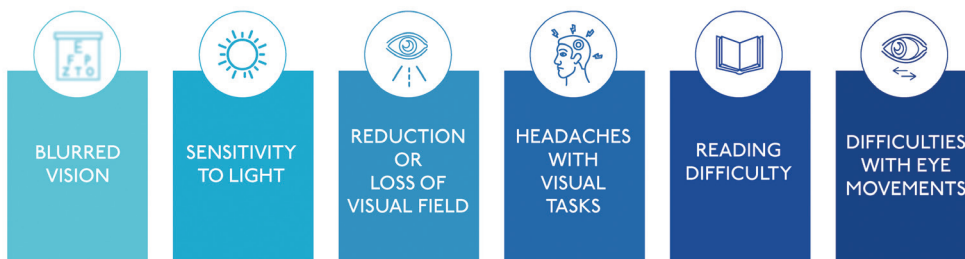 E
F P
Z T O
BLURRED
VISION
SENSITIVITY
TO LIGHT
REDUCTION
OR
LOSS OF
VISUAL FIELD
HEADACHES
WITH
VISUAL
TASKS
READING
DIFFICULTY
DIFFICULTIES
WITH EYE
MOVEMENTS